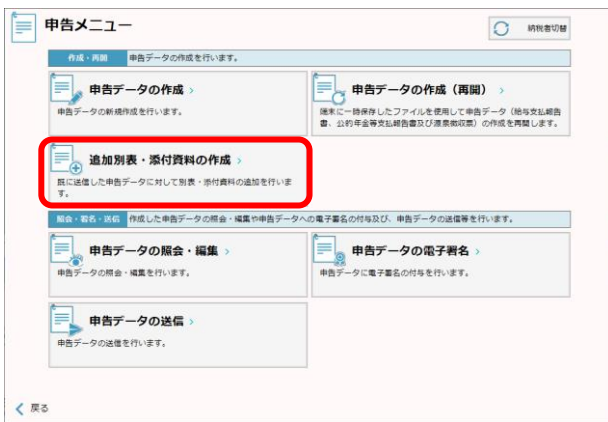 申告メニュー
納税者切替
作成・再開 申告データの作成を行います。
申告データの作成 >
申告データの新規作成を行います。
申告データの作成（再開） >
端末に一時保存したファイルを使用して申告データ（給与支払報告
書、公的年金等支払報告書及び源泉徴収票）の作成を再開します。
追加別表・添付資料の作成 >
既に送信した申告データに対して別表・添付資料の追加を行いま
す。
照会・署名・送信 作成した申告データの照会・編集や申告データへの電子署名の付与及び、申告データの送信等を行います。
申告データの照会・編集 >
申告データの照会・編集を行います。
申告データの電子署名 >
申告データに電子署名の付与を行います。
申告データの送信 >
申告データの送信を行います。
戻る